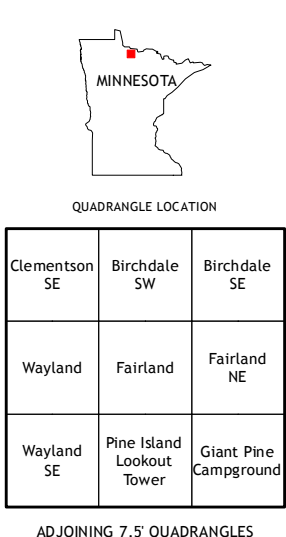 MINNESOTA
QUADRANGLE LOCATION
Clementson
SE
Birchdale
SW
Birchdale
SE
Wayland
Fairland
Fairland
NE
Wayland
SE
Pine Island
Lookout
Tower
Giant Pine
Campground
ADJOINING 7.5' QUADRANGLES